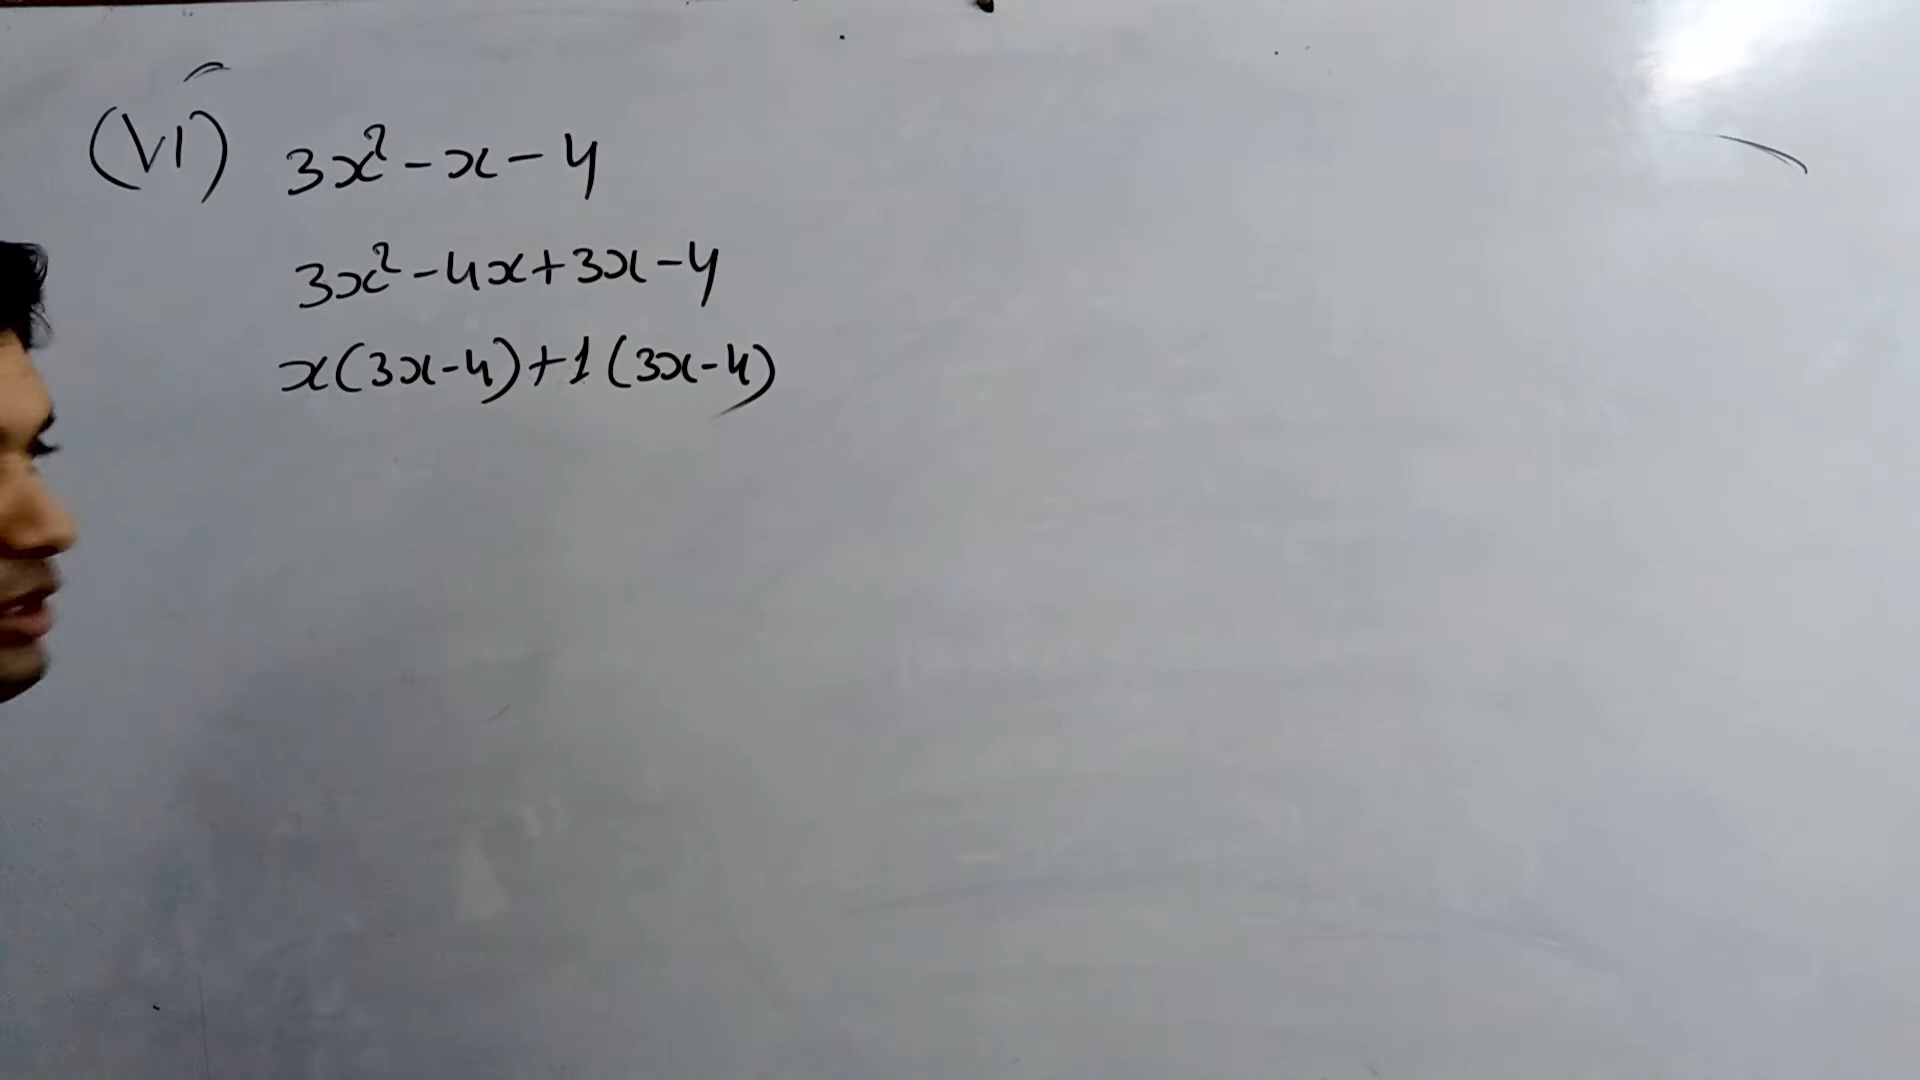 (VI) 3x² - x - 4
3x² - 4x + 3x - 4
x(3x - 4) + 1 (3x - 4)